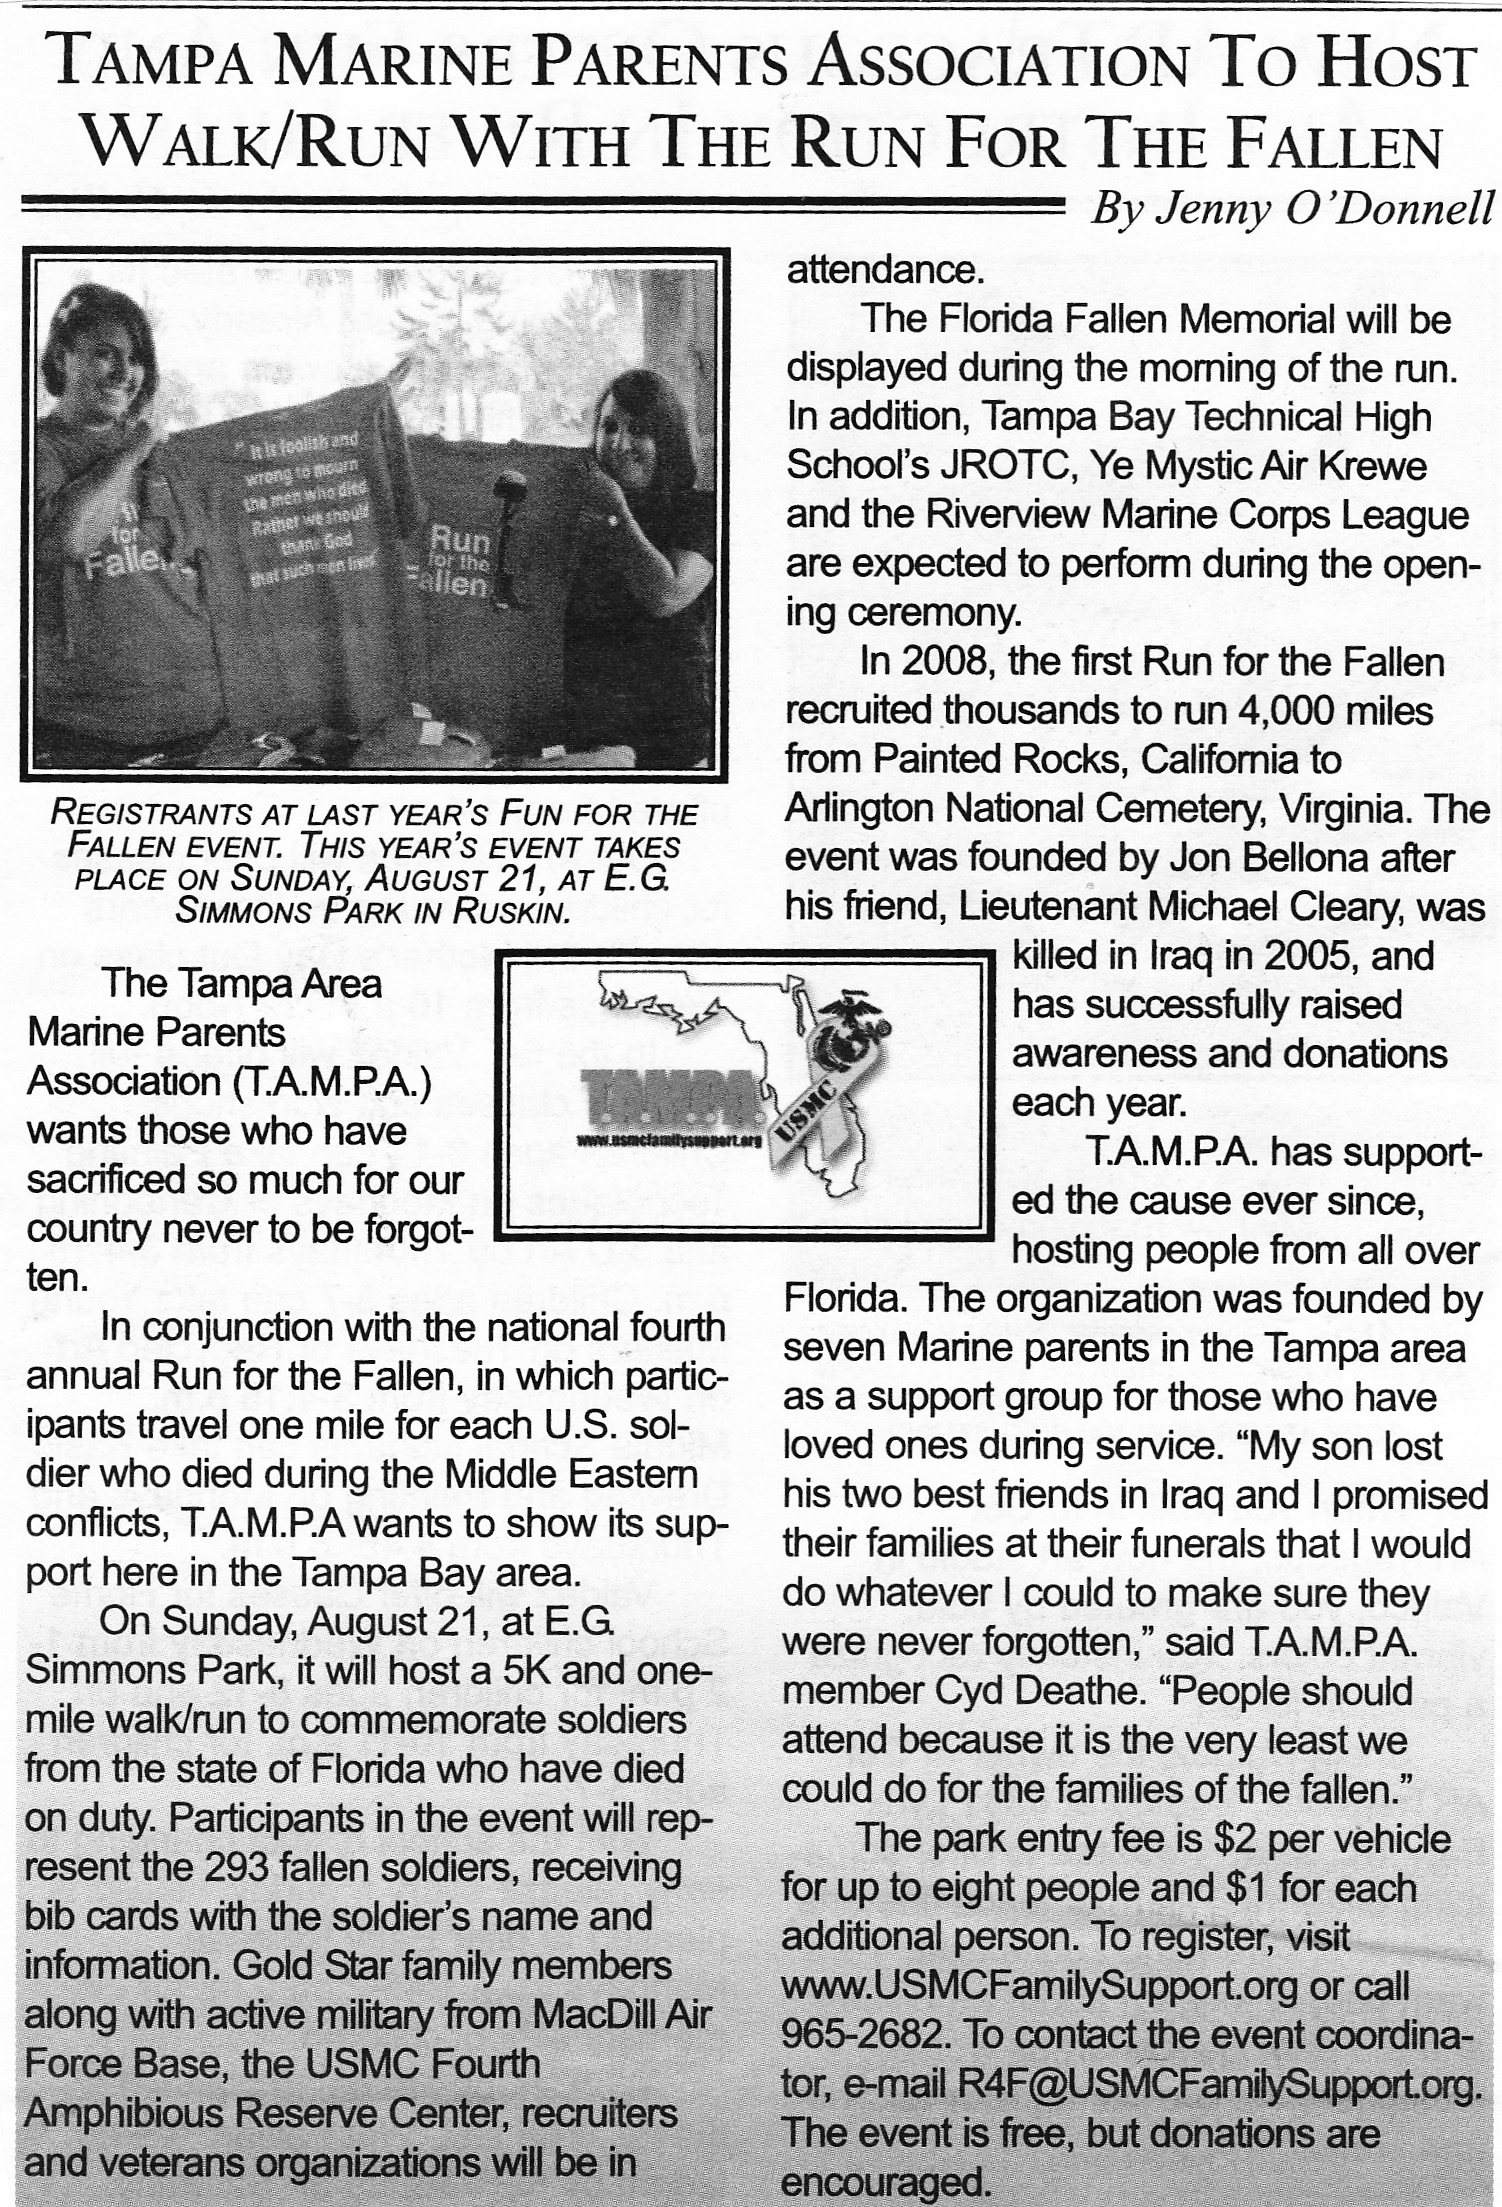 TAMPA MARINE PARENTS ASSOCIATION TO HOST
WALK/RUN WITH THE RUN FOR THE FALLEN
By Jenny O'Donnell
" It is foolish and
wrong to mourn
the men who died
Rather we should
thank God
that such men lived
for
Run
for the
Fallen
REGISTRANTS AT LAST YEAR'S FUN FOR THE
FALLEN EVENT. THIS YEAR'S EVENT TAKES
PLACE ON SUNDAY, AUGUST 21, AT E.G.
SIMMONS PARK IN RUSKIN.
The Tampa Area
Marine Parents
Association (T.A.M.P.A.)
wants those who have
sacrificed so much for our
country never to be forgot-
ten.
In conjunction with the national fourth
annual Run for the Fallen, in which partic-
ipants travel one mile for each U.S. sol-
dier who died during the Middle Eastern
conflicts, T.A.M.P.A wants to show its sup-
port here in the Tampa Bay area.
On Sunday, August 21, at E.G.
Simmons Park, it will host a 5K and one-
mile walk/run to commemorate soldiers
from the state of Florida who have died
on duty. Participants in the event will rep-
resent the 293 fallen soldiers, receiving
bib cards with the soldier's name and
information. Gold Star family members
along with active military from MacDill Air
Force Base, the USMC Fourth
Amphibious Reserve Center, recruiters
and veterans organizations will be in
T.A.M.P.A.
www.usmcfamilysupport.org
USMC
attendance.
The Florida Fallen Memorial will be
displayed during the morning of the run.
In addition, Tampa Bay Technical High
School's JROTC, Ye Mystic Air Krewe
and the Riverview Marine Corps League
are expected to perform during the open-
ing ceremony.
In 2008, the first Run for the Fallen
recruited thousands to run 4,000 miles
from Painted Rocks, California to
Arlington National Cemetery, Virginia. The
event was founded by Jon Bellona after
his friend, Lieutenant Michael Cleary, was
killed in Iraq in 2005, and
has successfully raised
awareness and donations
each year.
T.A.M.P.A. has support-
ed the cause ever since,
hosting people from all over
Florida. The organization was founded by
seven Marine parents in the Tampa area
as a support group for those who have
loved ones during service. “My son lost
his two best friends in Iraq and I promised
their families at their funerals that I would
do whatever I could to make sure they
were never forgotten,” said T.A.M.P.A.
member Cyd Deathe. “People should
attend because it is the very least we
could do for the families of the fallen.”
The park entry fee is $2 per vehicle
for up to eight people and $1 for each
additional person. To register, visit
www.USMCFamilySupport.org or call
965-2682. To contact the event coordina-
tor, e-mail R4F@USMCFamilySupport.org.
The event is free, but donations are
encouraged.